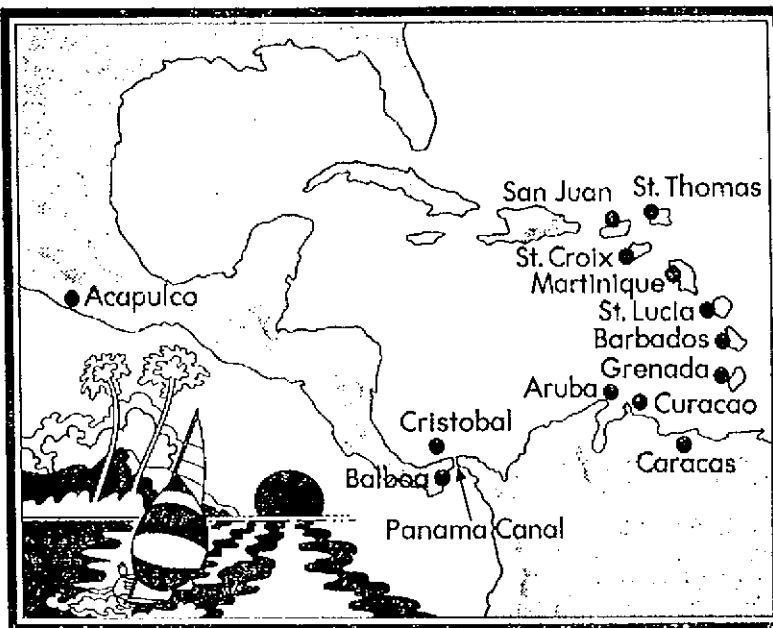 San Juan
St. Thomas
St. Croix
Martinique
Acapulco
St. Lucia
Barbados
Grenada
Aruba
Curacao
Cristobal
Caracas
Balboa
Panama Canal